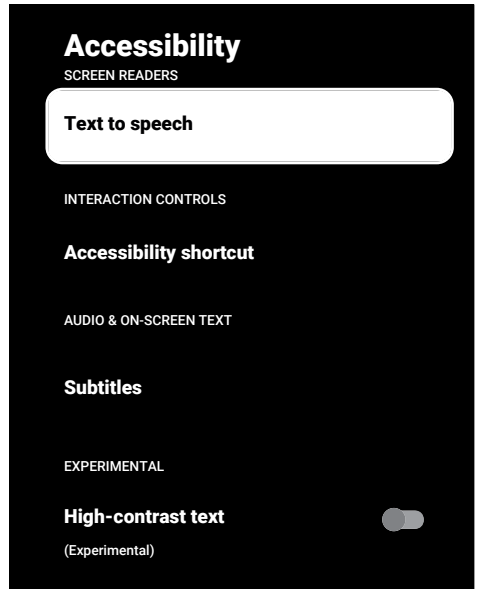 Accessibility
SCREEN READERS
Text to speech
INTERACTION CONTROLS
Accessibility shortcut
AUDIO & ON-SCREEN TEXT
Subtitles
EXPERIMENTAL
High-contrast text
(Experimental)